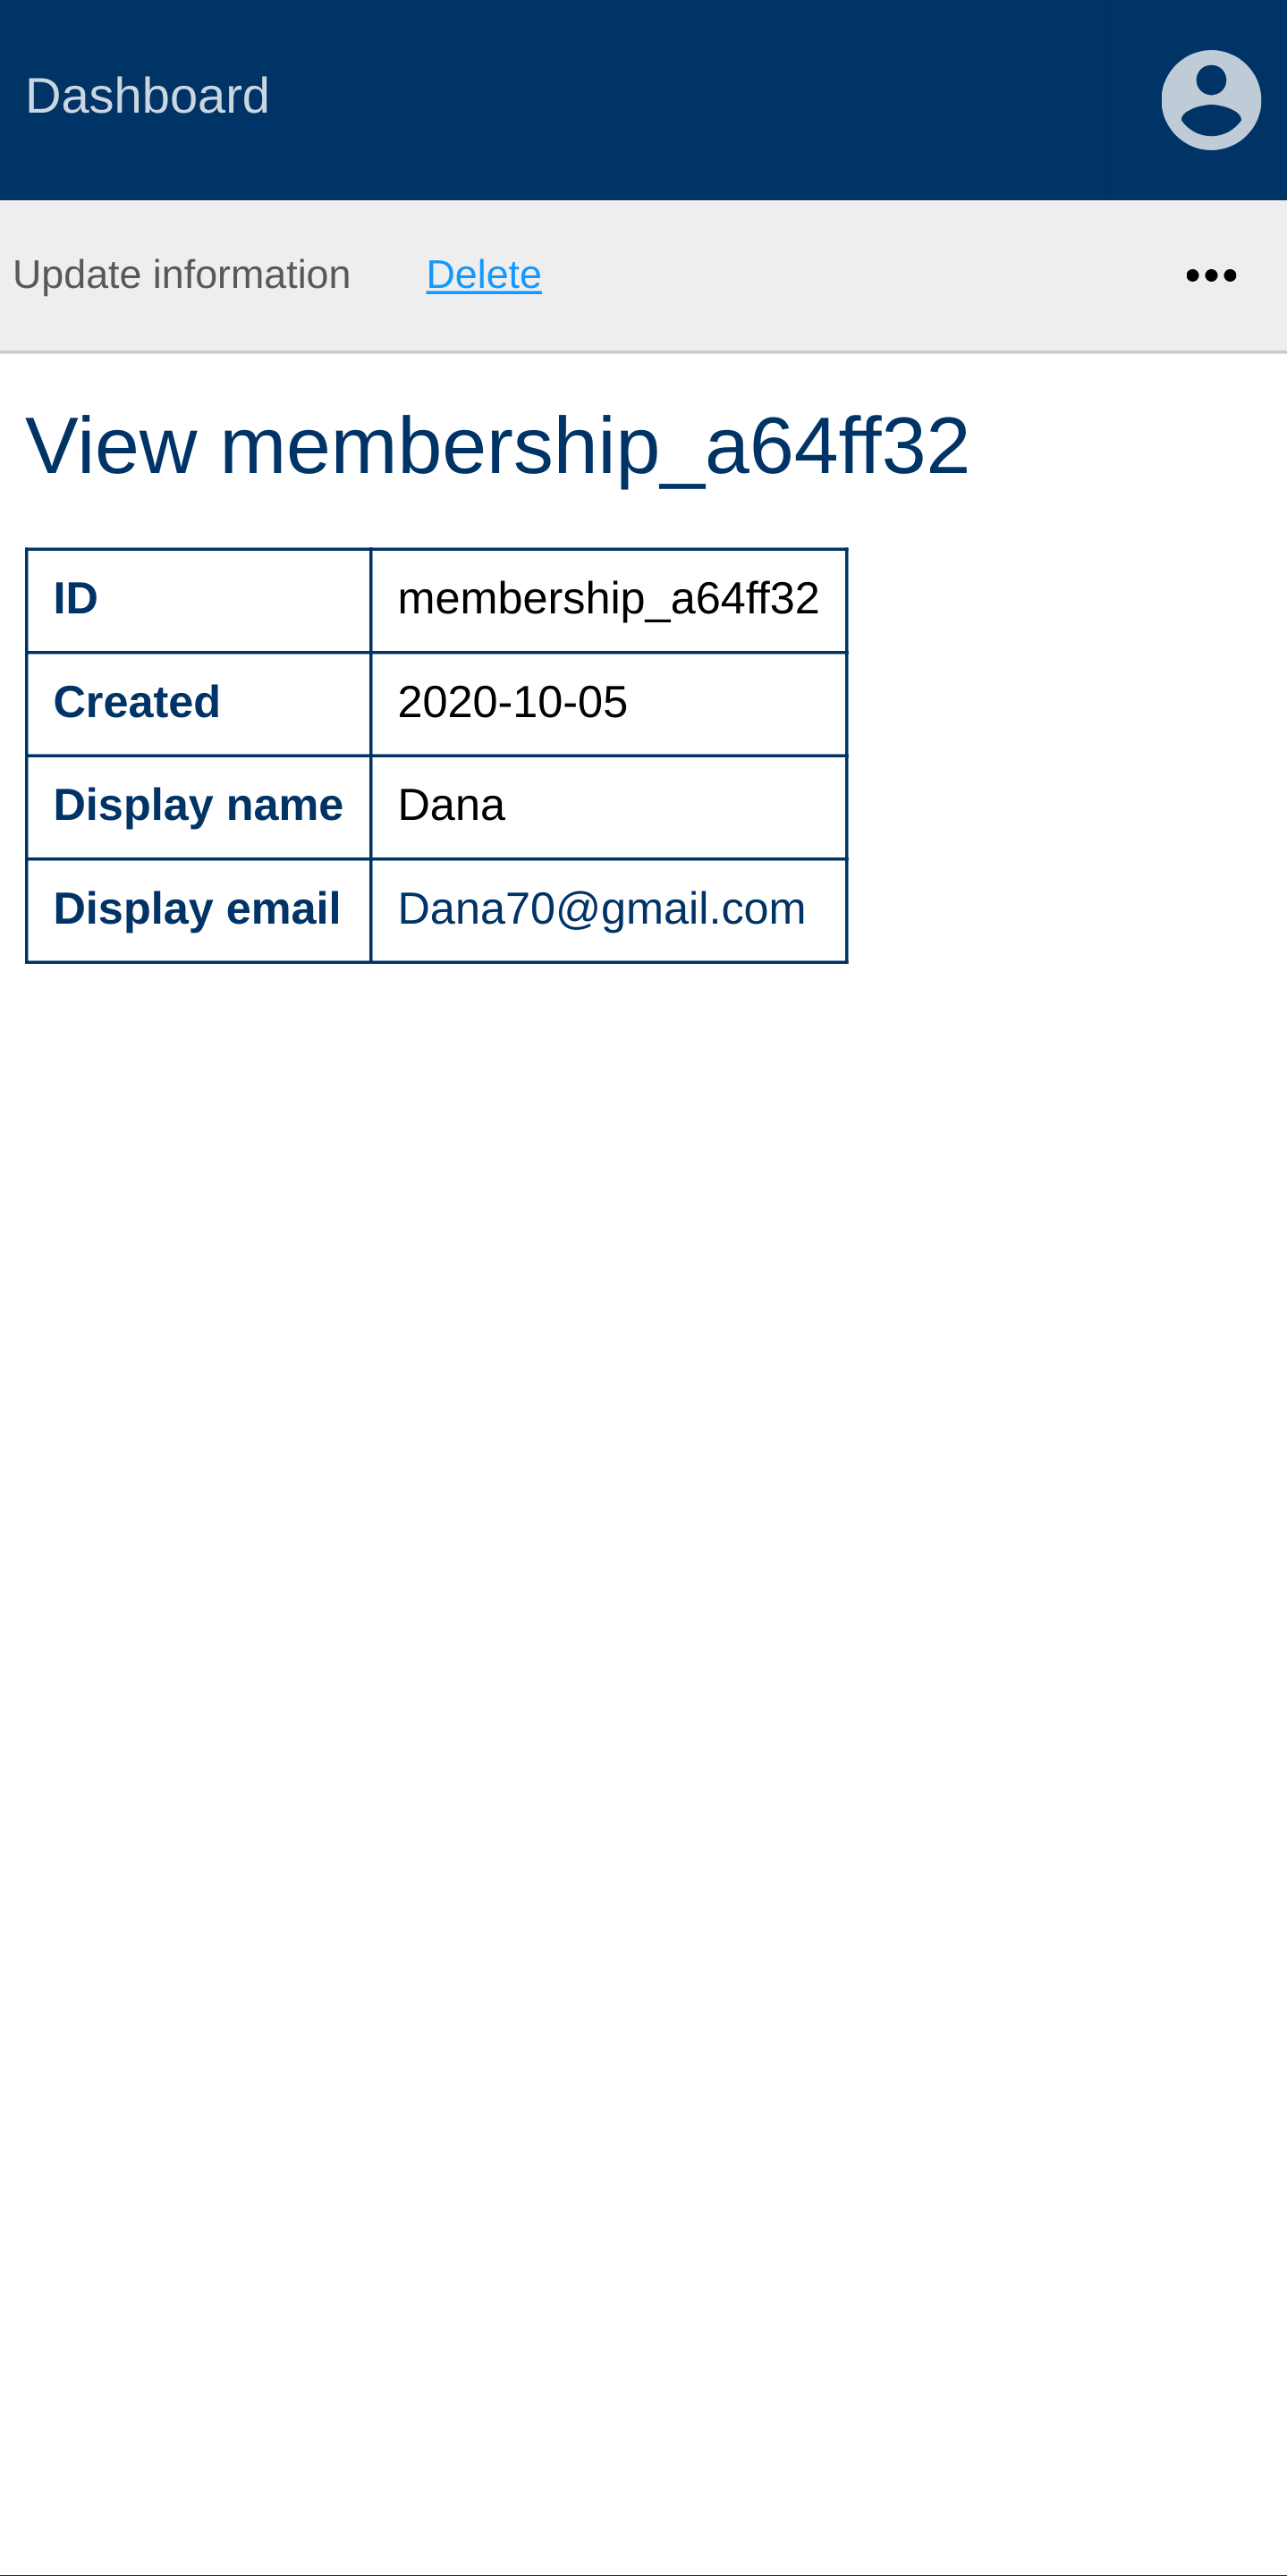 Dashboard
Update information Delete
View membership_a64ff32
ID membership_a64ff32
Created 2020-10-05
Display name Dana
Display email Dana70@gmail.com